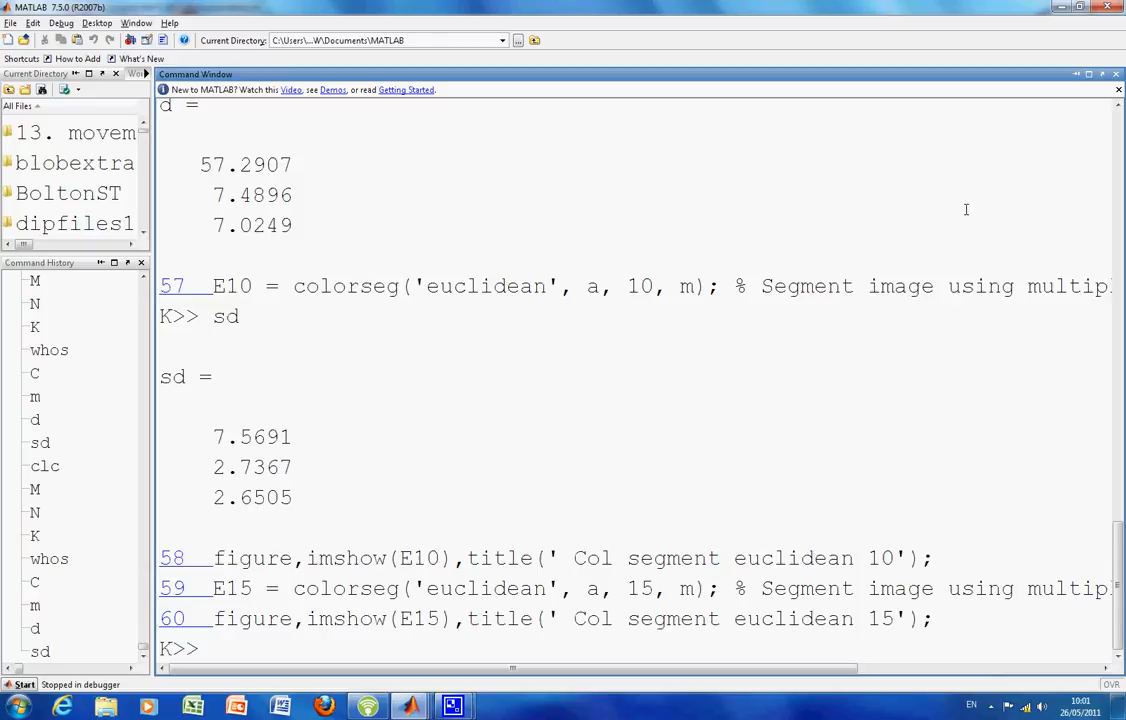 MATLAB 7.5.0 (R2007b)
File Edit Debug Desktop Window Help
Current Directory: C:\Users\...W\Documents\MATLAB
Shortcuts How to Add What's New
Current Directory
Command Window
New to MATLAB? Watch this Video, see Demos, or read Getting Started.
All Files
13. movem
blobextra
BoltonST
dipfiles1
Command History
M
N
K
whos
C
m
d
sd
clc
M
N
K
whos
C
m
d
sd
d =
57.2907
7.4896
7.0249
57 E10 = colorseg('euclidean', a, 10, m); % Segment image using multipl
K>> sd
sd =
7.5691
2.7367
2.6505
58 figure,imshow(E10),title(' Col segment euclidean 10');
59 E15 = colorseg('euclidean', a, 15, m); % Segment image using multipl
60 figure,imshow(E15),title(' Col segment euclidean 15');
K>>
Start Stopped in debugger
OVR
EN
10:01
26/05/2011